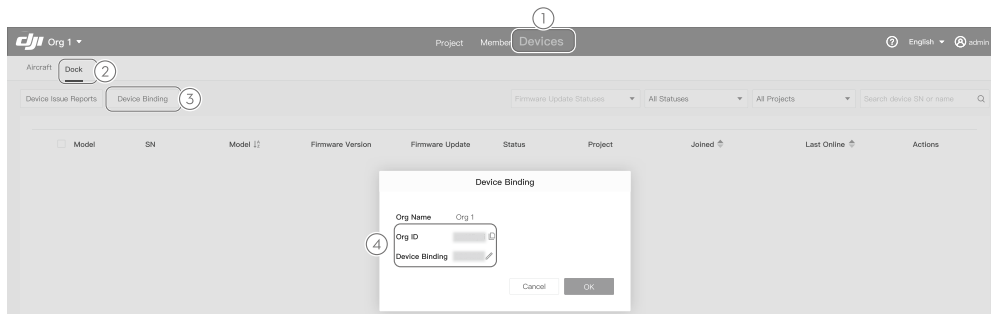 1
dji Org 1 Project Member Devices English admin
Aircraft Dock 2
Device Issue Reports Device Binding 3 Firmware Update Statuses All Statuses All Projects Search device SN or name
Model SN Model Firmware Version Firmware Update Status Project Joined Last Online Actions
Device Binding
Org Name Org 1
4 Org ID
Device Binding
Cancel OK